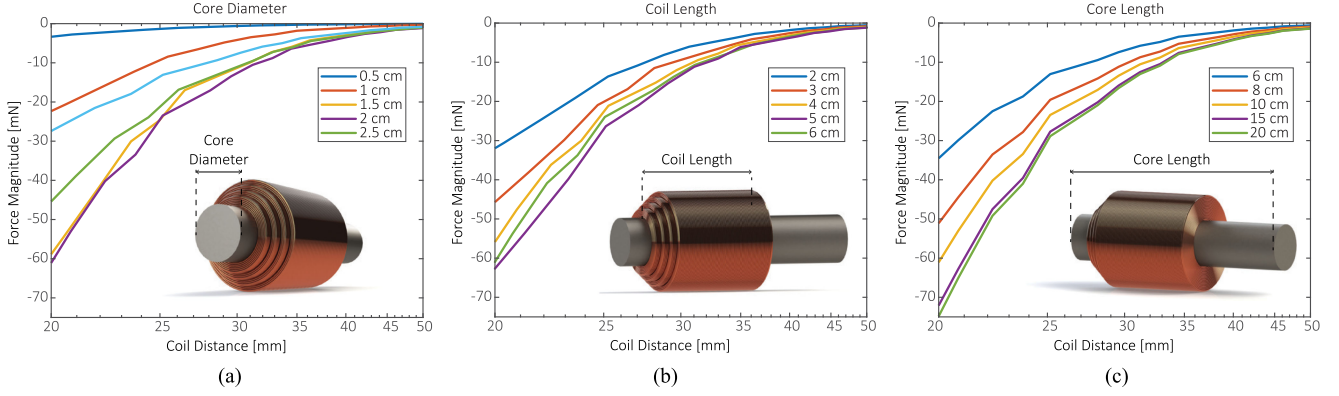 Core Diameter
0
-10
-20
-30
-40
-50
-60
-70
Force Magnitude [mN]
0.5 cm
1 cm
1.5 cm
2 cm
2.5 cm
Core
Diameter
20 25 30 35 40 45 50
Coil Distance [mm]
(a)
Coil Length
0
-10
-20
-30
-40
-50
-60
-70
Force Magnitude [mN]
2 cm
3 cm
4 cm
5 cm
6 cm
Coil Length
20 25 30 35 40 45 50
Coil Distance [mm]
(b)
Core Length
0
-10
-20
-30
-40
-50
-60
-70
Force Magnitude [mN]
6 cm
8 cm
10 cm
15 cm
20 cm
Core Length
20 25 30 35 40 45 50
Coil Distance [mm]
(c)